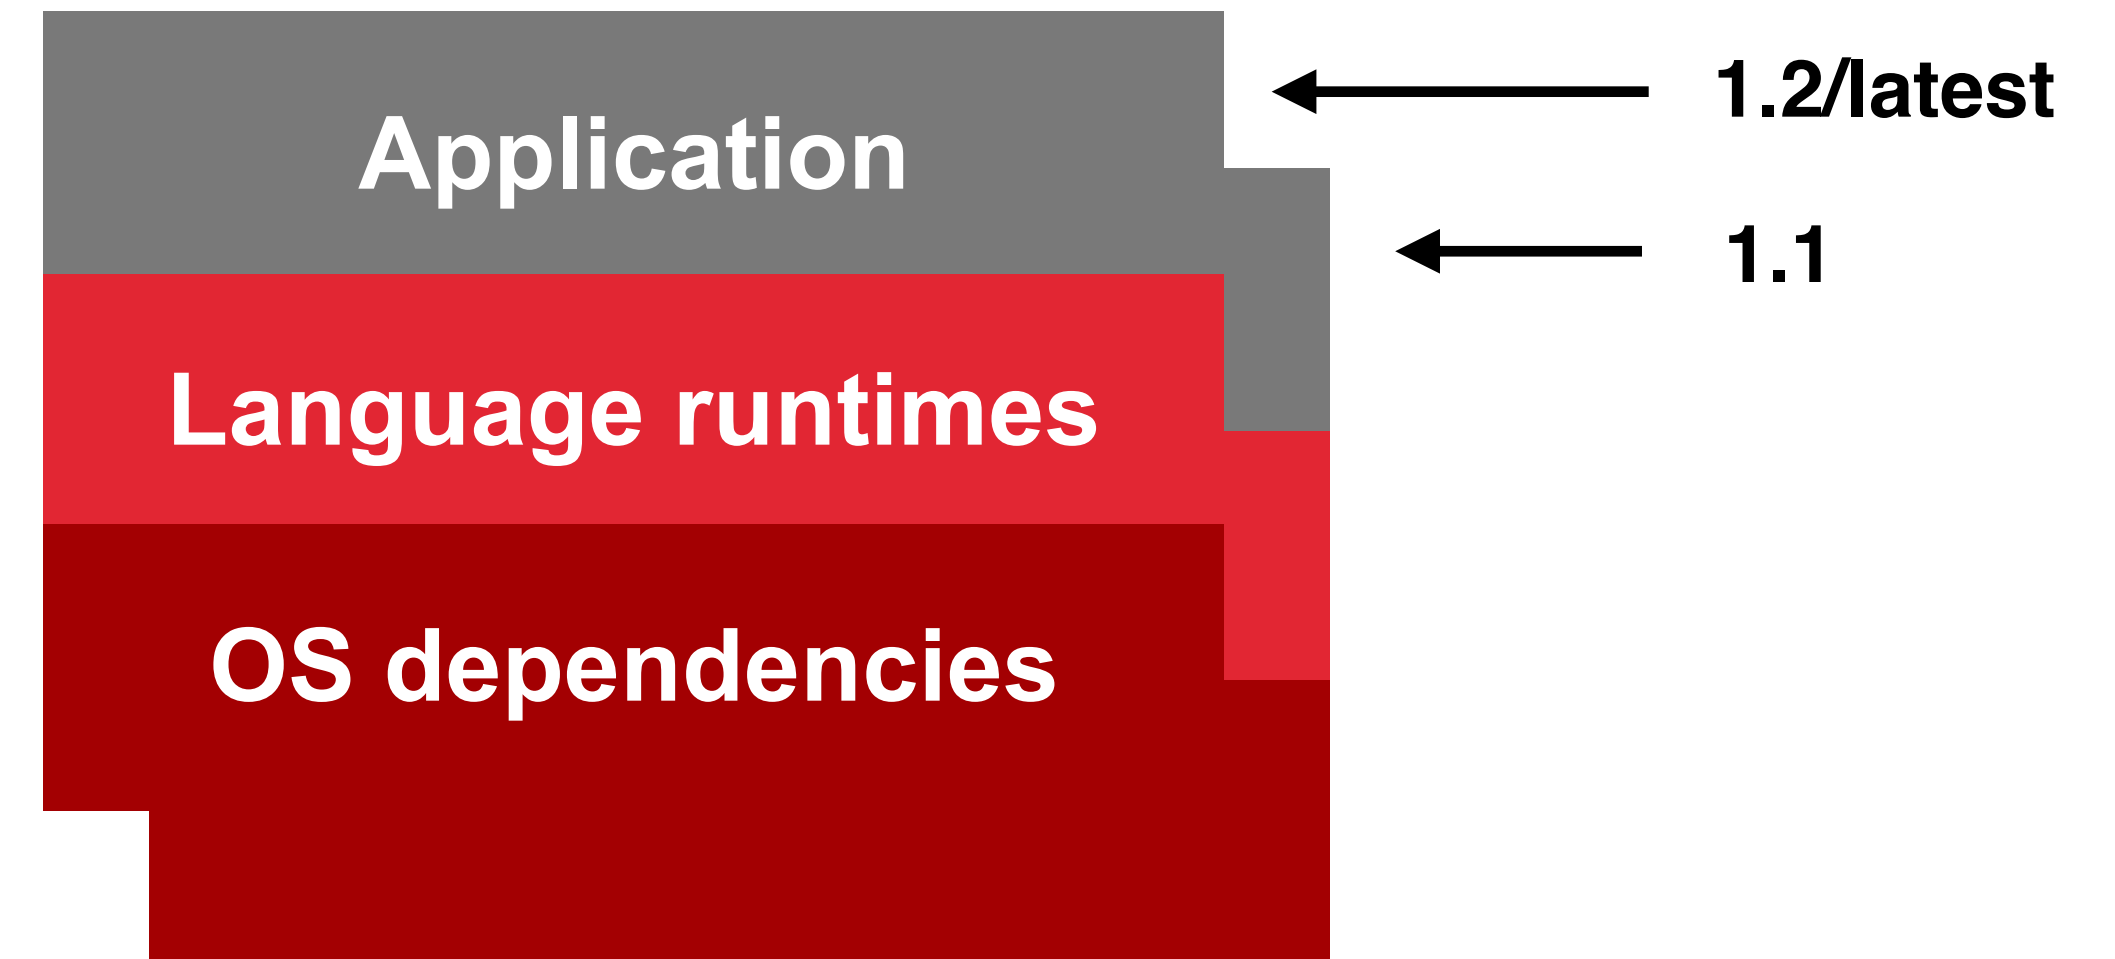 1.2/latest
Application
1.1
Language runtimes
OS dependencies